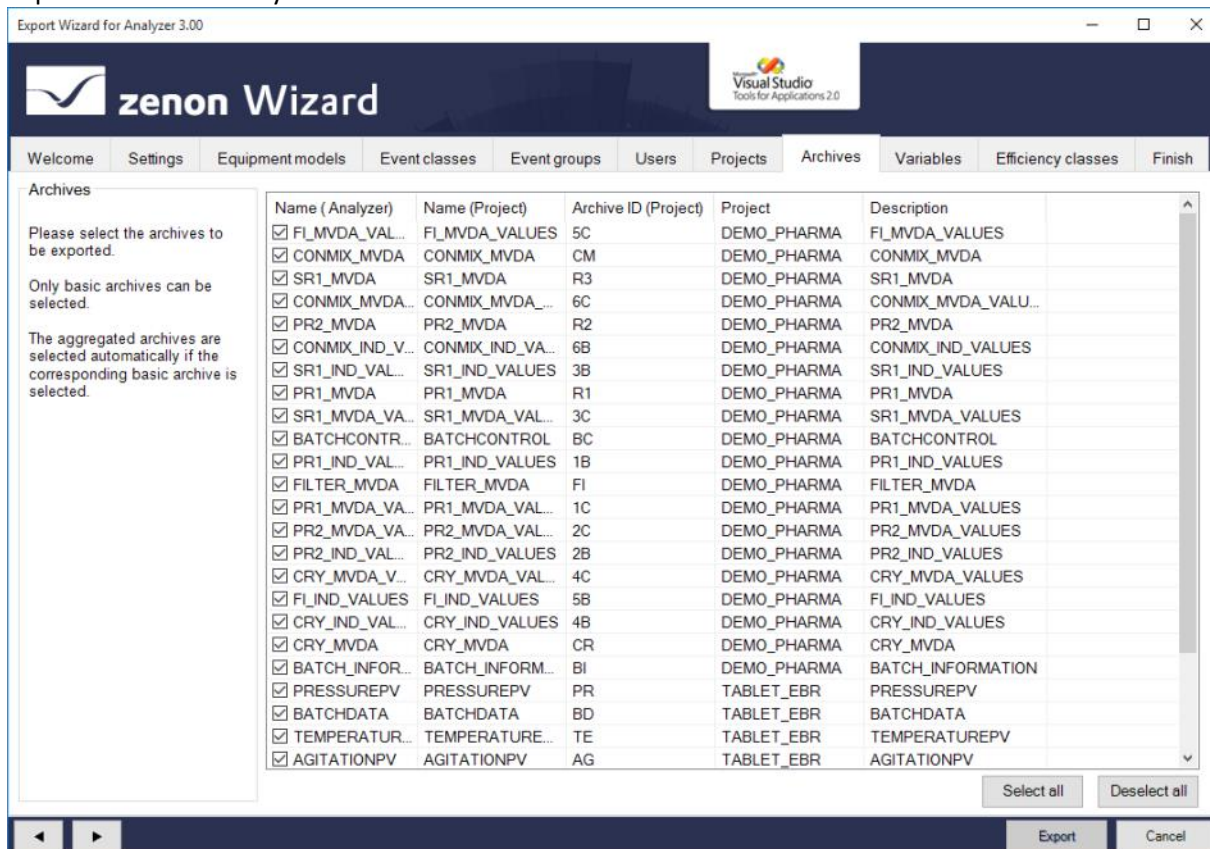 Export Wizard for Analyzer 3.00
zenon Wizard
Microsoft
Visual Studio
Tools for Applications 2.0
Welcome Settings Equipment models Event classes Event groups Users Projects Archives Variables Efficiency classes Finish
Archives
Please select the archives to
be exported.
Only basic archives can be
selected.
The aggregated archives are
selected automatically if the
corresponding basic archive is
selected.
Name ( Analyzer) Name (Project) Archive ID (Project) Project Description
FI_MVDA_VAL... FI_MVDA_VALUES 5C DEMO_PHARMA FI_MVDA_VALUES
CONMIX_MVDA CONMIX_MVDA CM DEMO_PHARMA CONMIX_MVDA
SR1_MVDA SR1_MVDA R3 DEMO_PHARMA SR1_MVDA
CONMIX_MVDA... CONMIX_MVDA_... 6C DEMO_PHARMA CONMIX_MVDA_VALU...
PR2_MVDA PR2_MVDA R2 DEMO_PHARMA PR2_MVDA
CONMIX_IND_V... CONMIX_IND_VA... 6B DEMO_PHARMA CONMIX_IND_VALUES
SR1_IND_VAL... SR1_IND_VALUES 3B DEMO_PHARMA SR1_IND_VALUES
PR1_MVDA PR1_MVDA R1 DEMO_PHARMA PR1_MVDA
SR1_MVDA_VA... SR1_MVDA_VAL... 3C DEMO_PHARMA SR1_MVDA_VALUES
BATCHCONTR... BATCHCONTROL BC DEMO_PHARMA BATCHCONTROL
PR1_IND_VAL... PR1_IND_VALUES 1B DEMO_PHARMA PR1_IND_VALUES
FILTER_MVDA FILTER_MVDA FI DEMO_PHARMA FILTER_MVDA
PR1_MVDA_VA... PR1_MVDA_VAL... 1C DEMO_PHARMA PR1_MVDA_VALUES
PR2_MVDA_VA... PR2_MVDA_VAL... 2C DEMO_PHARMA PR2_MVDA_VALUES
PR2_IND_VAL... PR2_IND_VALUES 2B DEMO_PHARMA PR2_IND_VALUES
CRY_MVDA_V... CRY_MVDA_VAL... 4C DEMO_PHARMA CRY_MVDA_VALUES
FI_IND_VALUES FI_IND_VALUES 5B DEMO_PHARMA FI_IND_VALUES
CRY_IND_VAL... CRY_IND_VALUES 4B DEMO_PHARMA CRY_IND_VALUES
CRY_MVDA CRY_MVDA CR DEMO_PHARMA CRY_MVDA
BATCH_INFOR... BATCH_INFORM... BI DEMO_PHARMA BATCH_INFORMATION
PRESSUREPV PRESSUREPV PR TABLET_EBR PRESSUREPV
BATCHDATA BATCHDATA BD TABLET_EBR BATCHDATA
TEMPERATUR... TEMPERATURE... TE TABLET_EBR TEMPERATUREPV
AGITATIONPV AGITATIONPV AG TABLET_EBR AGITATIONPV
Select all Deselect all
Export Cancel